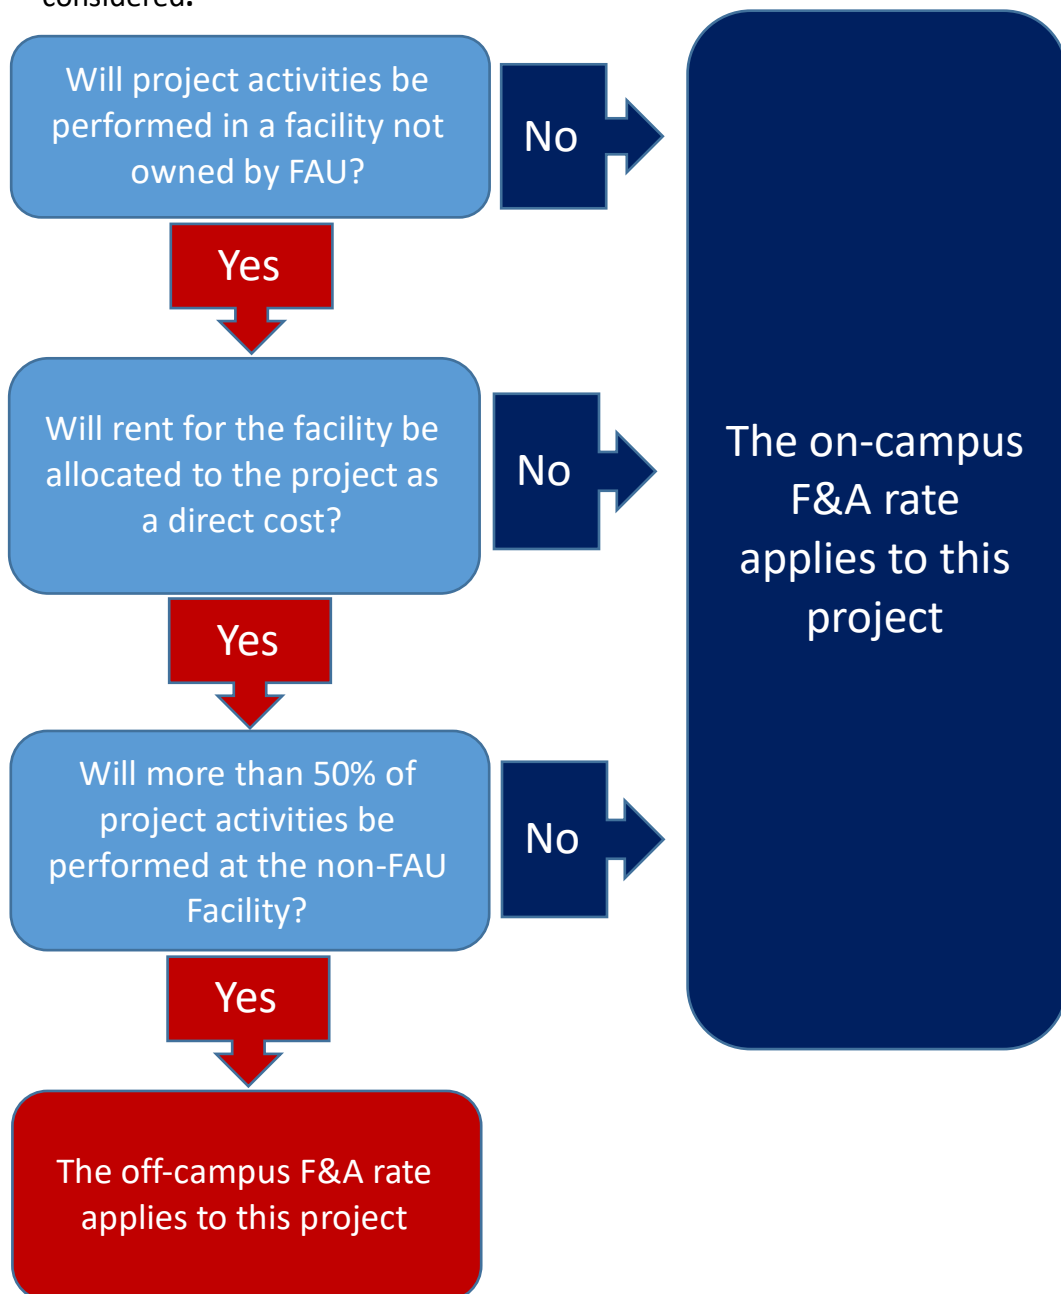 considered.
Will project activities be
performed in a facility not
owned by FAU?
No
Yes
Will rent for the facility be
allocated to the project as
a direct cost?
No
The on-campus
F&A rate
applies to this
project
Yes
Will more than 50% of
project activities be
performed at the non-FAU
Facility?
No
Yes
The off-campus F&A rate
applies to this project